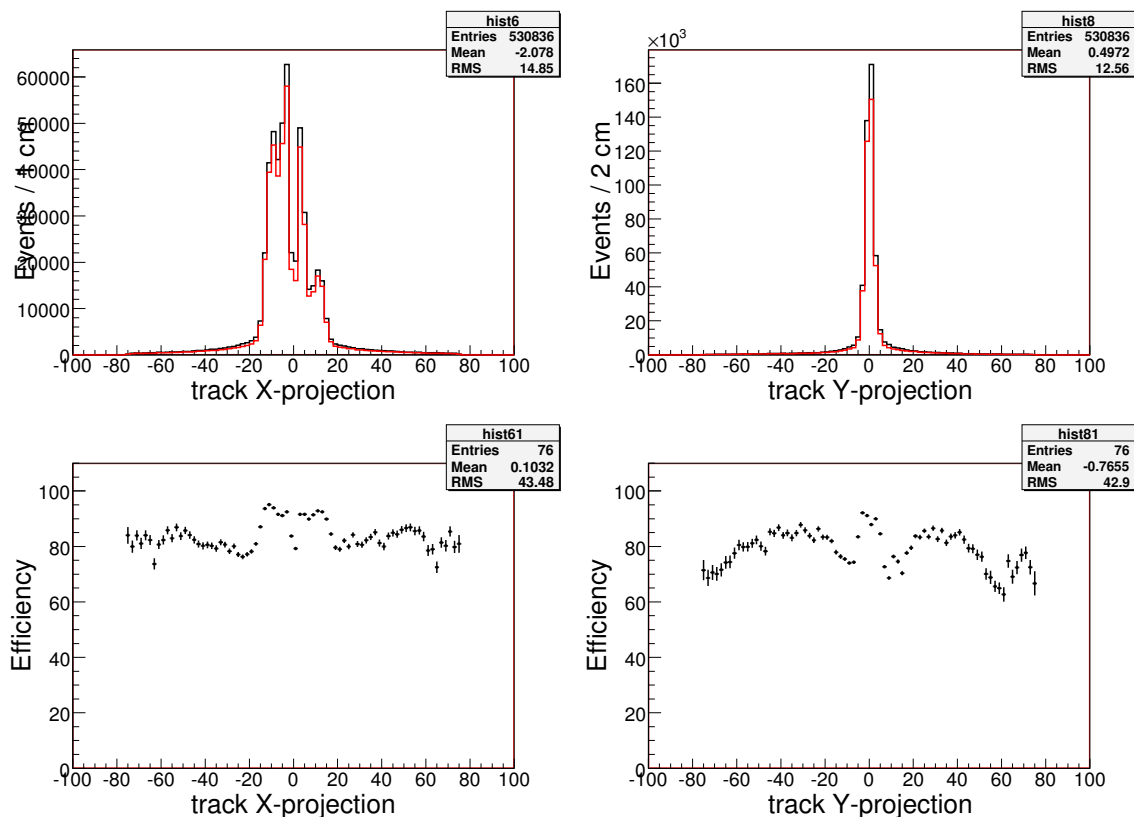 hist6
Entries 530836
Mean -2.078
RMS 14.85
60000
50000
40000
30000
20000
10000
0
Events / 4 cm
-100 -80 -60 -40 -20 0 20 40 60 80 100
track X-projection
hist8
Entries 530836
Mean 0.4972
RMS 12.56
×10³
160
140
120
100
80
60
40
20
0
Events / 2 cm
-100 -80 -60 -40 -20 0 20 40 60 80 100
track Y-projection
hist61
Entries 76
Mean 0.1032
RMS 43.48
100
80
60
40
20
0
Efficiency
-100 -80 -60 -40 -20 0 20 40 60 80 100
track X-projection
hist81
Entries 76
Mean -0.7655
RMS 42.9
100
80
60
40
20
0
Efficiency
-100 -80 -60 -40 -20 0 20 40 60 80 100
track Y-projection